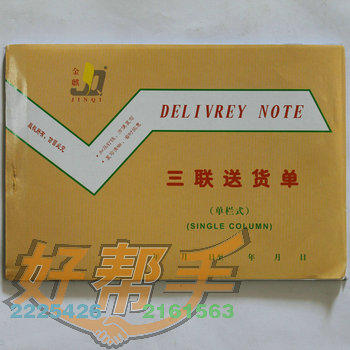 金麒
JINQI
DELIVREY NOTE
三联送货单
(单栏式)
(SINGLE COLUMN)
年 月 日
好帮手
2225426 2161563